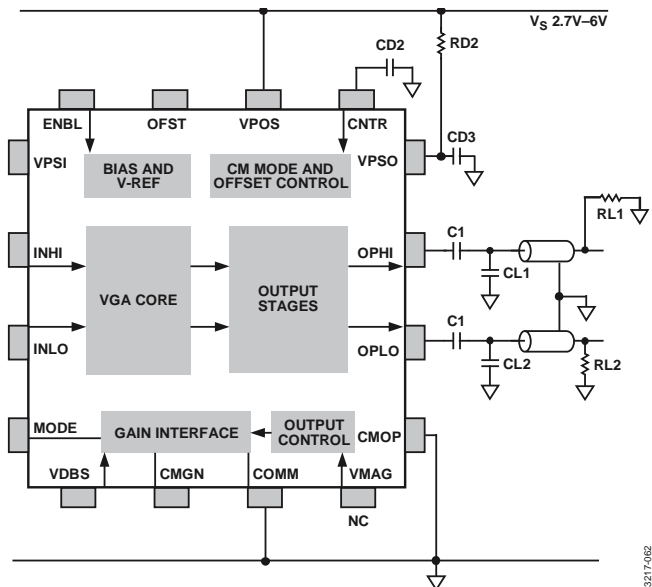 VS 2.7V–6V
CD2
RD2
ENBL
OFST
VPOS
CNTR
CD3
VPSI
BIAS AND
V-REF
CM MODE AND
OFFSET CONTROL
VPSO
RL1
INHI
OPHI
C1
CL1
VGA CORE
OUTPUT
STAGES
INLO
OPLO
C1
CL2
RL2
MODE
GAIN INTERFACE
OUTPUT
CONTROL
CMOP
VDBS
CMGN
COMM
VMAG
NC
3217-062